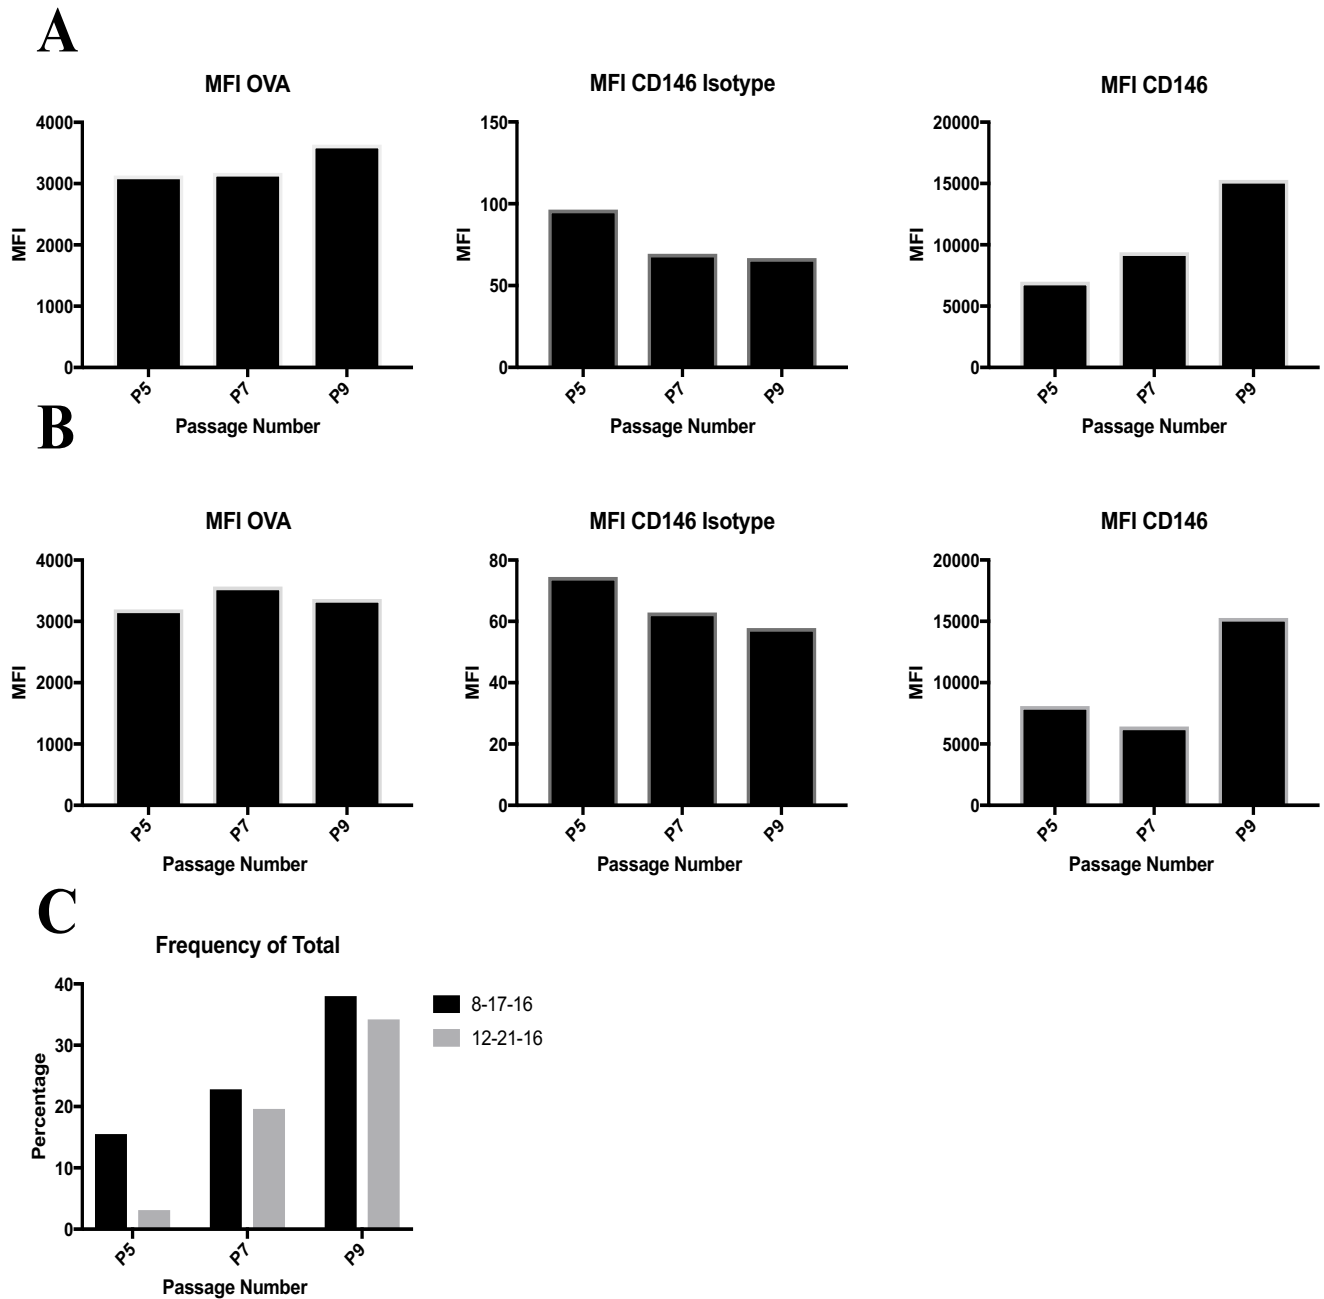 A
MFI OVA
MFI CD146 Isotype
MFI CD146
4000
3000
2000
1000
0
MFI
P5
P7
P9
Passage Number
150
100
50
0
MFI
P5
P7
P9
Passage Number
20000
15000
10000
5000
0
MFI
P5
P7
P9
Passage Number
B
MFI OVA
MFI CD146 Isotype
MFI CD146
4000
3000
2000
1000
0
MFI
P5
P7
P9
Passage Number
80
60
40
20
0
MFI
P5
P7
P9
Passage Number
20000
15000
10000
5000
0
MFI
P5
P7
P9
Passage Number
C
Frequency of Total
40
30
20
10
0
Percentage
P5
P7
P9
Passage Number
8-17-16
12-21-16